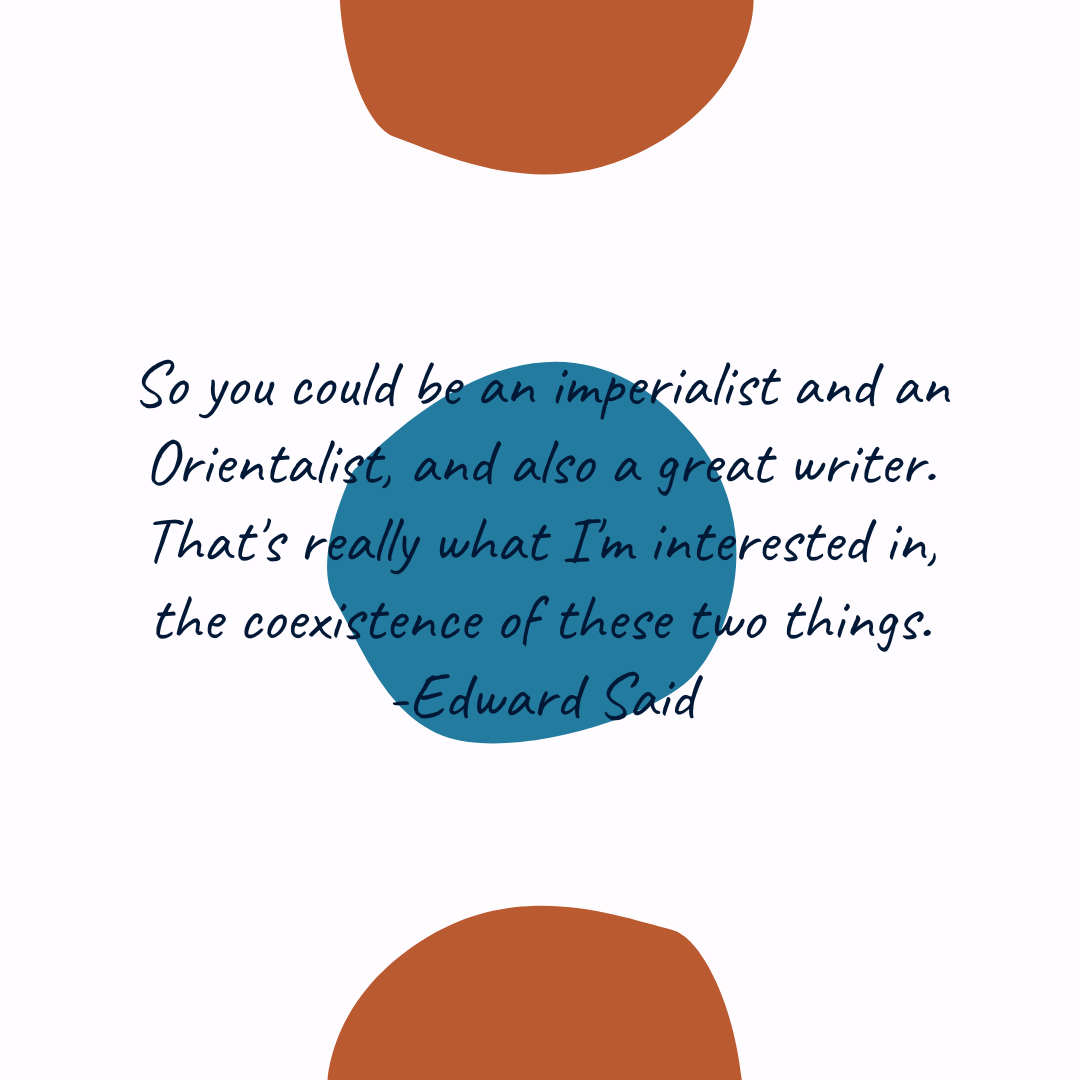 So you could be an imperialist and an
Orientalist, and also a great writer.
That's really what I'm interested in,
the coexistence of these two things.
-Edward Said